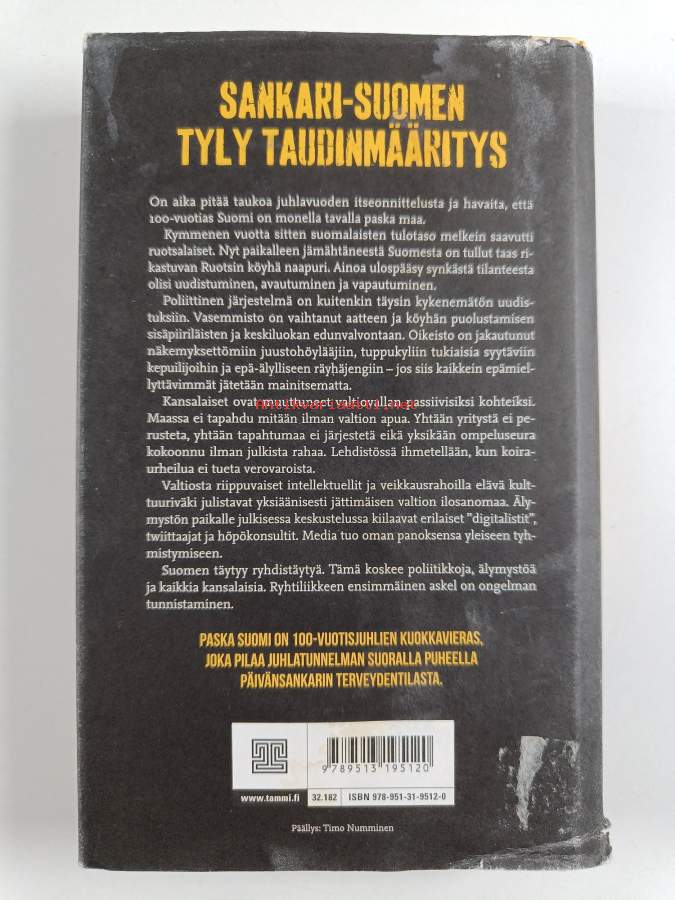 SANKARI-SUOMEN
TYLY TAUDINMÄÄRITYS
On aika pitää taukoa juhlavuoden itseonnittelusta ja havaita, että
100-vuotias Suomi on monella tavalla paska maa.
Kymmenen vuotta sitten suomalaisten tulotaso melkein saavutti
ruotsalaiset. Nyt paikalleen jämähtäneestä Suomesta on tullut taas ri-
kastuvan Ruotsin köyhä naapuri. Ainoa ulospääsy synkästä tilanteesta
olisi uudistuminen, avautuminen ja vapautuminen.
Poliittinen järjestelmä on kuitenkin täysin kykenemätön uudis-
tuksiin. Vasemmisto on vaihtanut aatteen ja köyhän puolustamisen
sisäpiiriläisten ja keskiluokan edunvalvontaan. Oikeisto on jakautunut
näkemyksettömiin juustohöylääjiin, tuppukyliin tukiaisia syytäviin
kepuilijoihin ja epä-älylliseen räyhäjengiin – jos siis kaikkein epämiel-
lyttävimmät jätetään mainitsematta.
Kansalaiset ovat muuttuneet valtiovallan passiivisiksi kohteiksi.
Antikvariaatti.net
Maassa ei tapahdu mitään ilman valtion apua. Yhtään yritystä ei pe-
rusteta, yhtään tapahtumaa ei järjestetä eikä yksikään ompeluseura
kokoonnu ilman julkista rahaa. Lehdistössä ihmetellään, kun koira-
urheilua ei tueta verovaroista.
Valtiosta riippuvaiset intellektuellit ja veikkausrahoilla elävä kult-
tuuriväki julistavat yksiäänisesti jättimäisen valtion ilosanomaa. Äly-
mystön paikalle julkisessa keskustelussa kiilaavat erilaiset "digitalistit",
twiittaajat ja höpökonsultit. Media tuo oman panoksensa yleiseen tyh-
mistymiseen.
Suomen täytyy ryhdistäytyä. Tämä koskee poliitikkoja, älymystöä
ja kaikkia kansalaisia. Ryhtiliikkeen ensimmäinen askel on ongelman
tunnistaminen.
PASKA SUOMI ON 100-VUOTISJUHLIEN KUOKKAVIERAS,
JOKA PILAA JUHLATUNNELMAN SUORALLA PUHEELLA
PÄIVÄNSANKARIN TERVEYDENTILASTA.
9789513195120
www.tammi.fi 32.182 ISBN 978-951-31-9512-0
Päällys: Timo Numminen